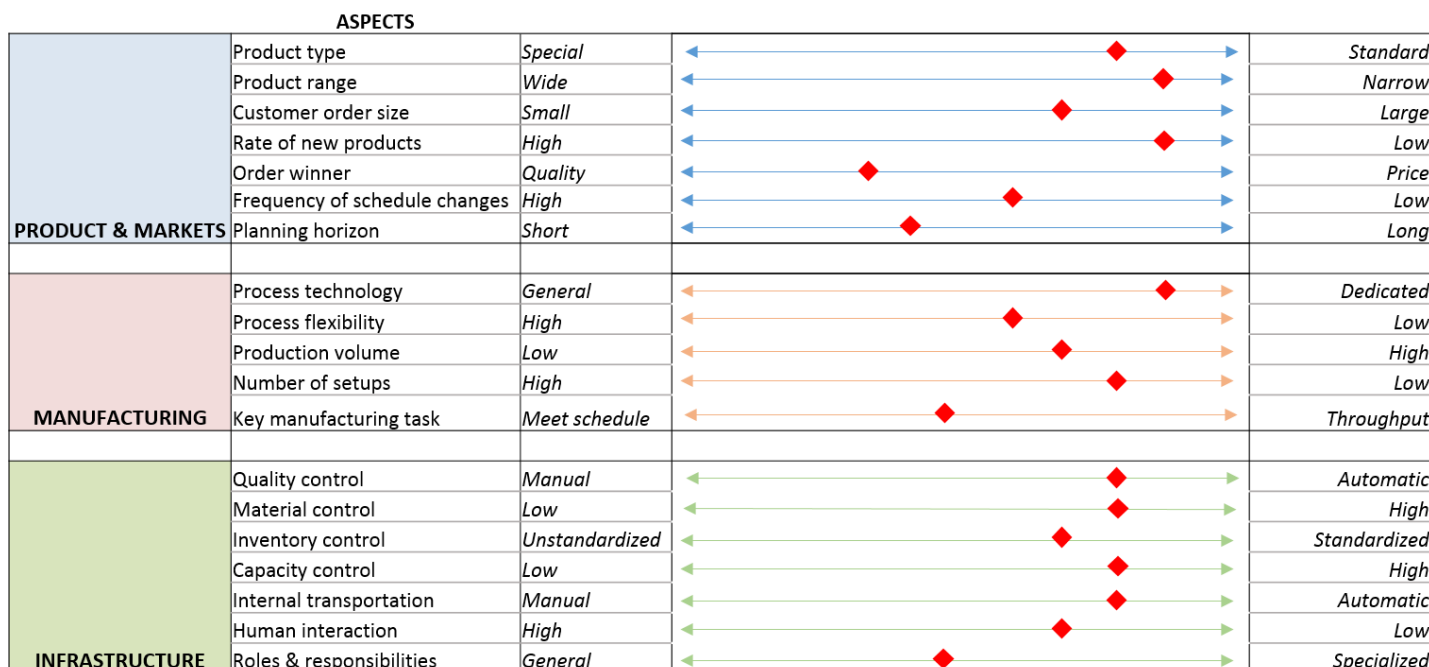 ASPECTS
Product type Special Standard
Product range Wide Narrow
Customer order size Small Large
Rate of new products High Low
Order winner Quality Price
Frequency of schedule changes High Low
PRODUCT & MARKETS Planning horizon Short Long
Process technology General Dedicated
Process flexibility High Low
Production volume Low High
Number of setups High Low
MANUFACTURING Key manufacturing task Meet schedule Throughput
Quality control Manual Automatic
Material control Low High
Inventory control Unstandardized Standardized
Capacity control Low High
Internal transportation Manual Automatic
Human interaction High Low
INFRASTRUCTURE Roles & responsibilities General Specialized